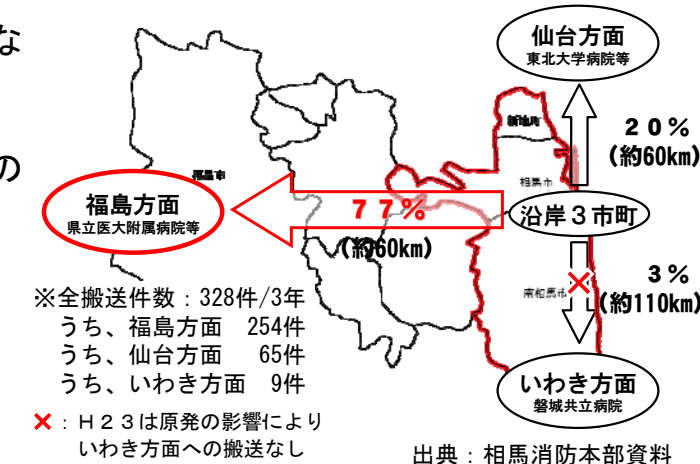 な
の
仙台方面
東北大学病院等
２０％
(約60km)
新地町
相馬市
福島市
福島方面
県立医大附属病院等
７７％
(約60km)
沿岸３市町
３％
(約110km)
南相馬市
※全搬送件数：328件/3年
うち、福島方面　254件
うち、仙台方面　65件
うち、いわき方面　9件
いわき方面
磐城共立病院
×：Ｈ２３は原発の影響により
いわき方面への搬送なし
出典：相馬消防本部資料